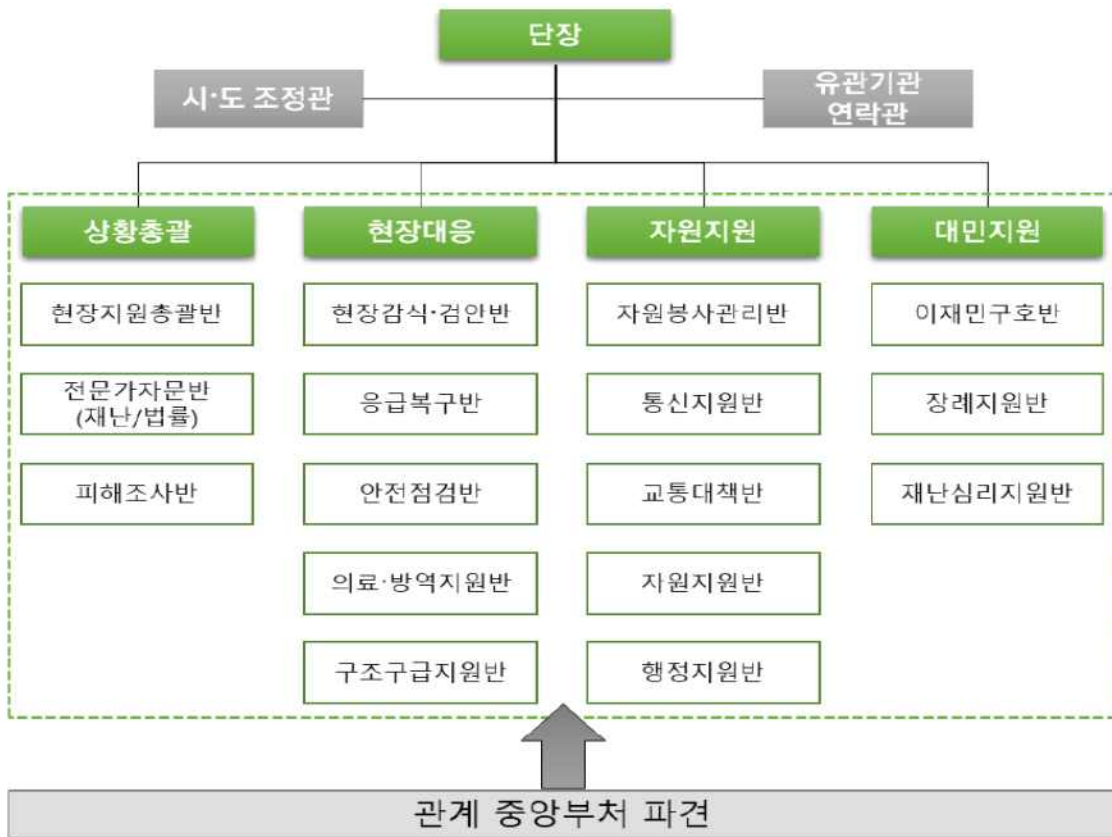 단장
시·도 조정관
유관기관
연락관
상황총괄
현장대응
자원지원
대민지원
현장지원총괄반
현장감식·검안반
자원봉사관리반
이재민구호반
전문가자문반
(재난/법률)
응급복구반
통신지원반
장례지원반
피해조사반
안전점검반
교통대책반
재난심리지원반
의료·방역지원반
자원지원반
구조구급지원반
행정지원반
관계 중앙부처 파견